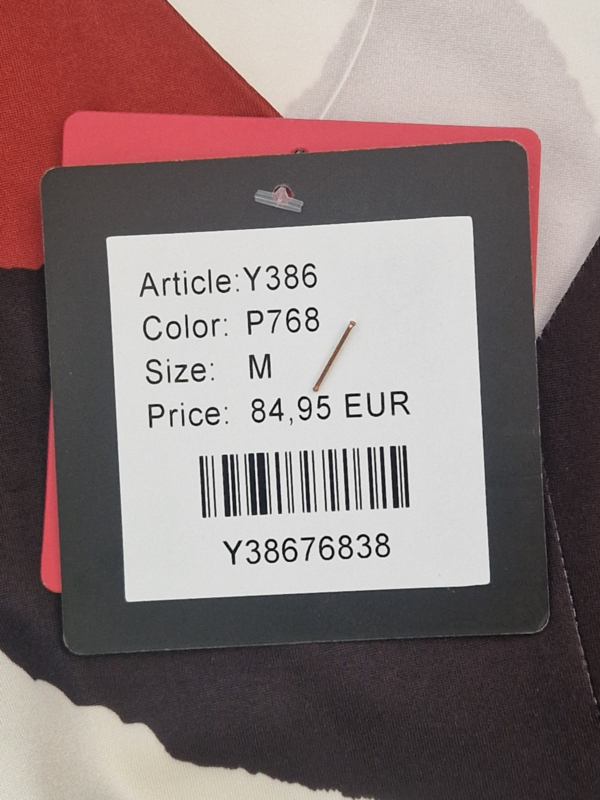 Article:Y386
Color: P768
Size: M
Price: 84,95 EUR
Y38676838